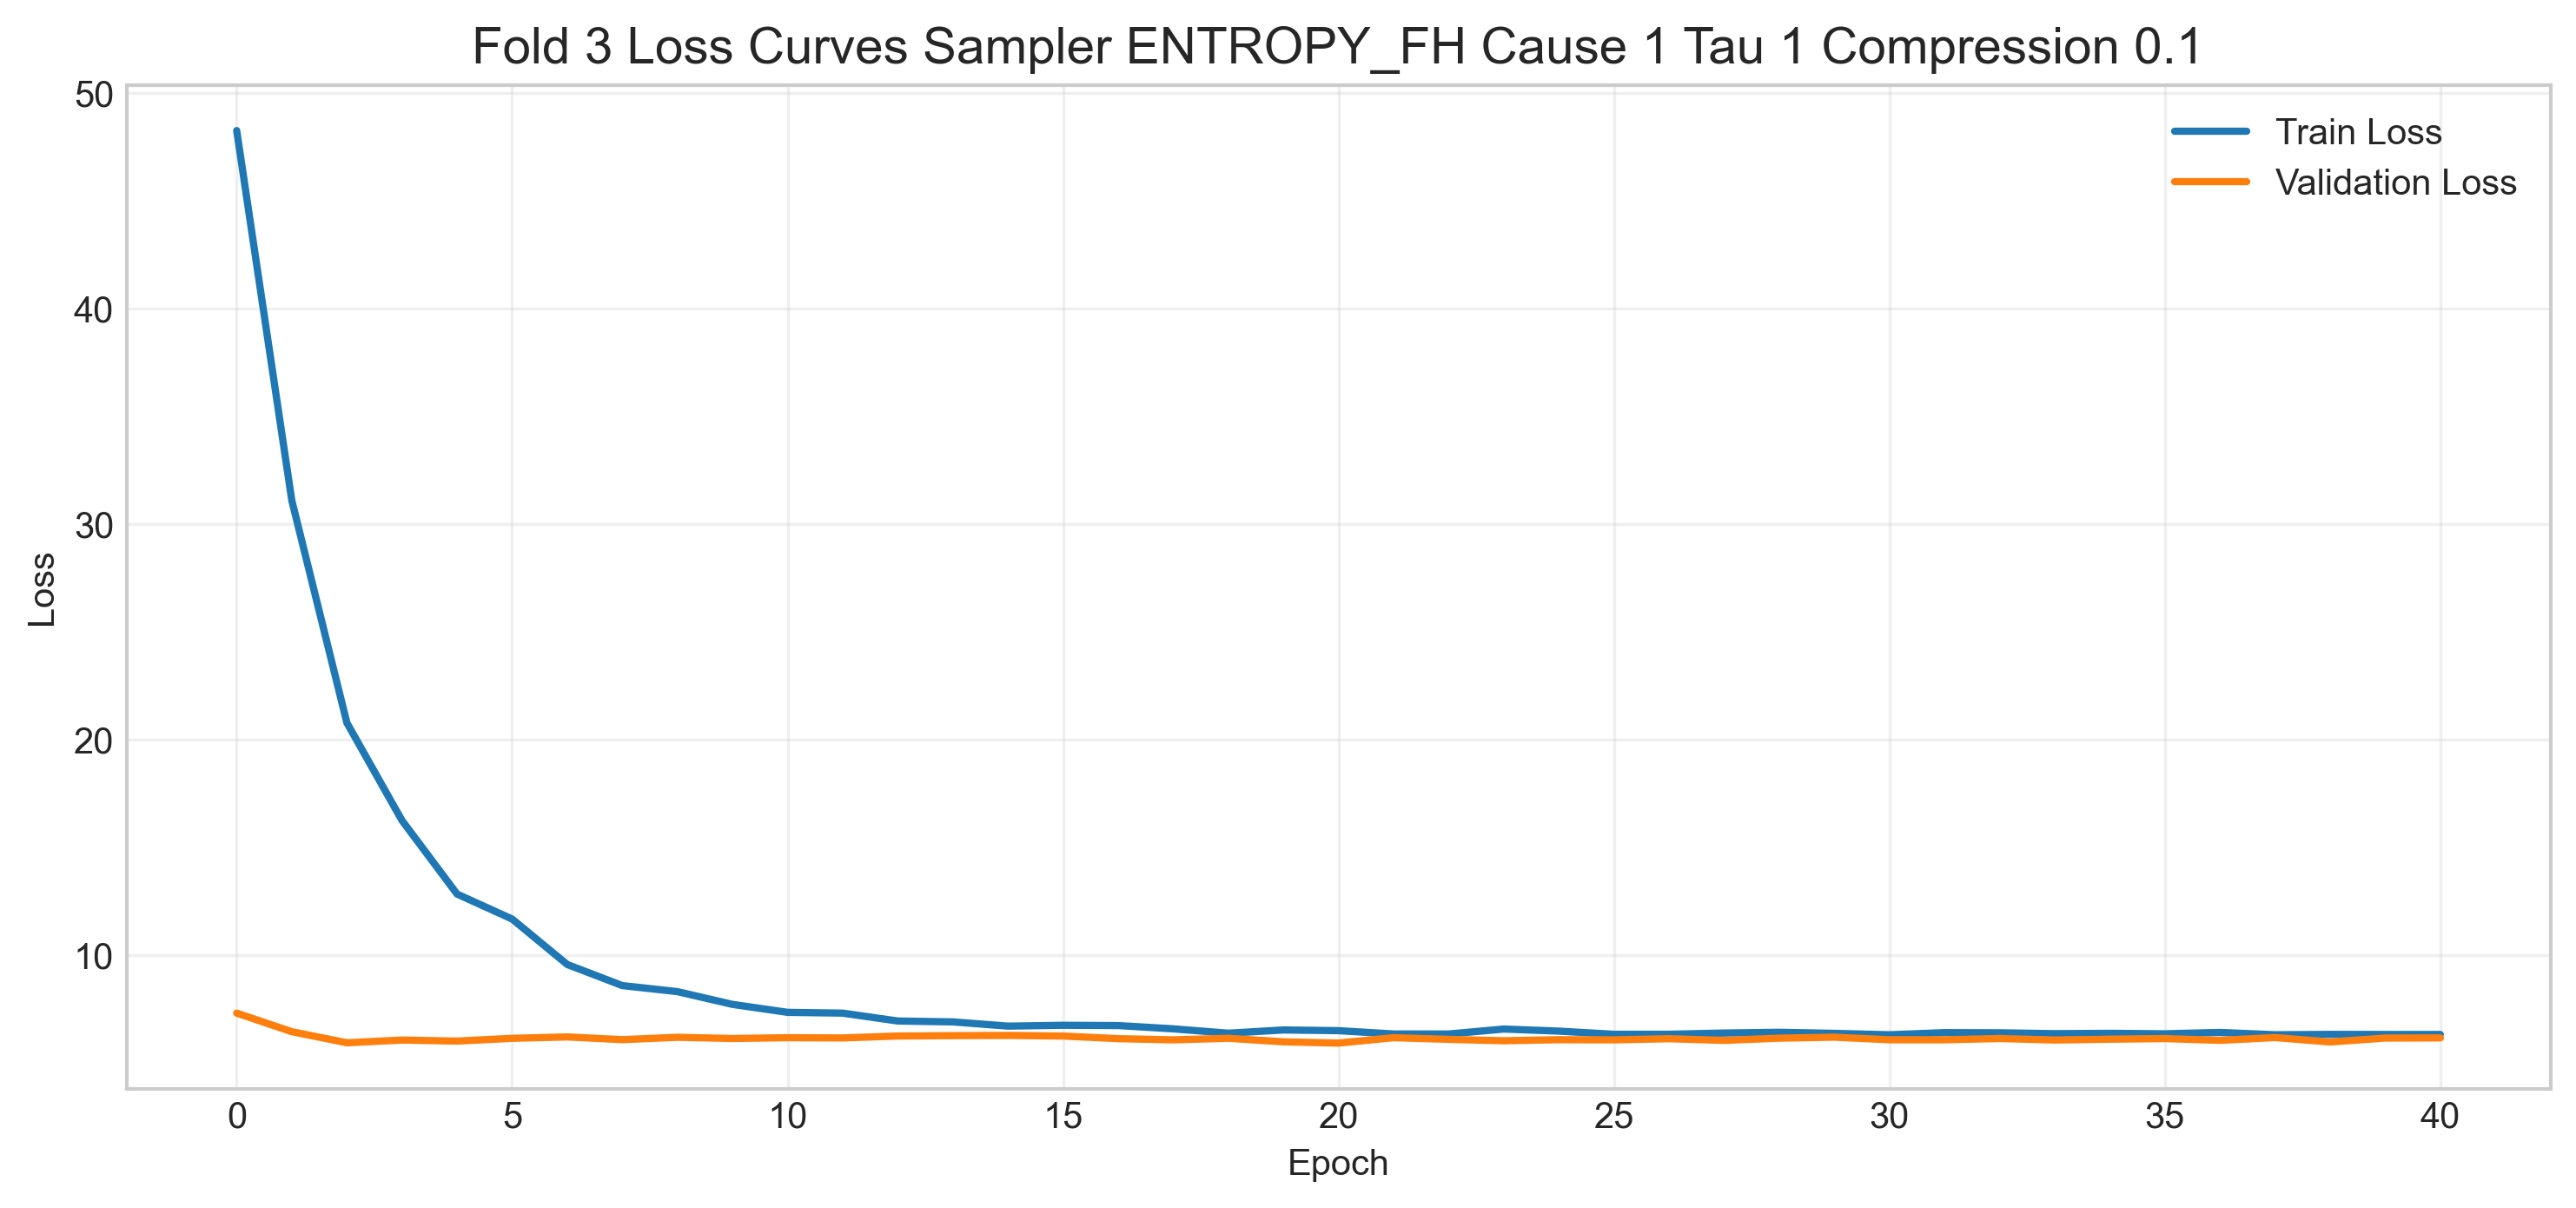 Fold 3 Loss Curves Sampler ENTROPY_FH Cause 1 Tau 1 Compression 0.1
50
40
30
20
10
Loss
Train Loss
Validation Loss
0 5 10 15 20 25 30 35 40
Epoch